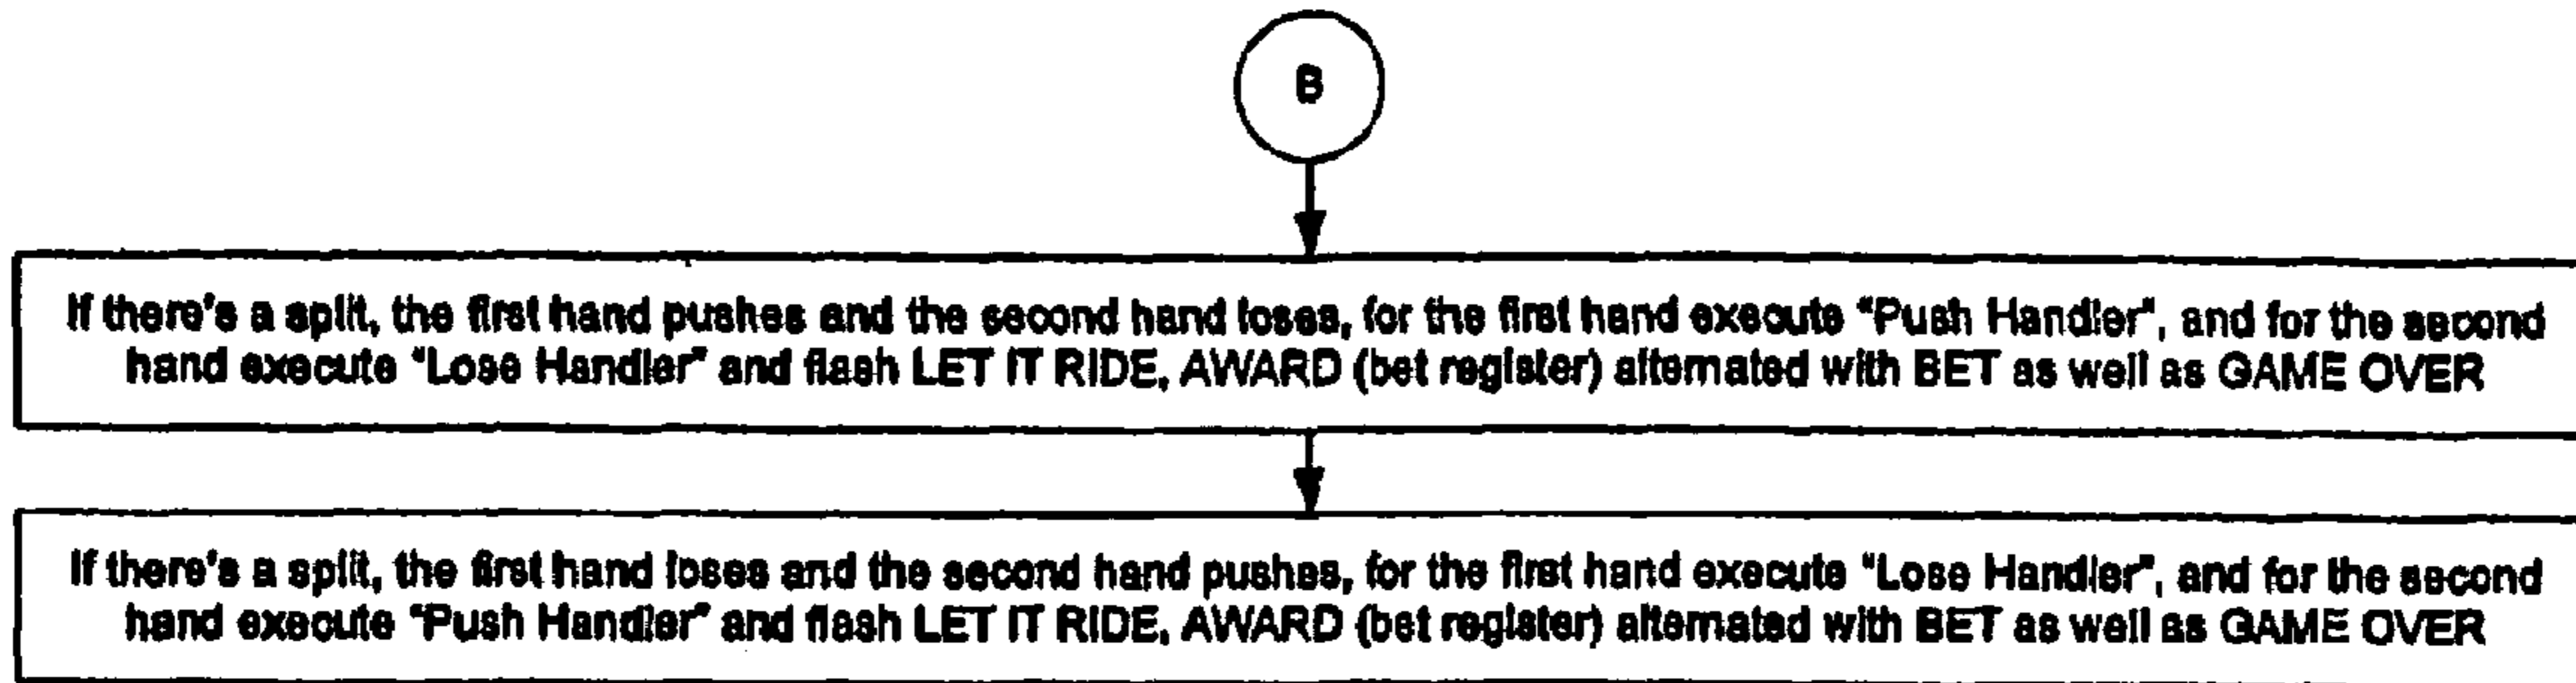 B
If there's a split, the first hand pushes and the second hand loses, for the first hand execute "Push Handler", and for the second
hand execute "Lose Handler" and flash LET IT RIDE, AWARD (bet register) alternated with BET as well as GAME OVER
If there's a split, the first hand loses and the second hand pushes, for the first hand execute "Lose Handler", and for the second
hand execute "Push Handler" and flash LET IT RIDE, AWARD (bet register) alternated with BET as well as GAME OVER